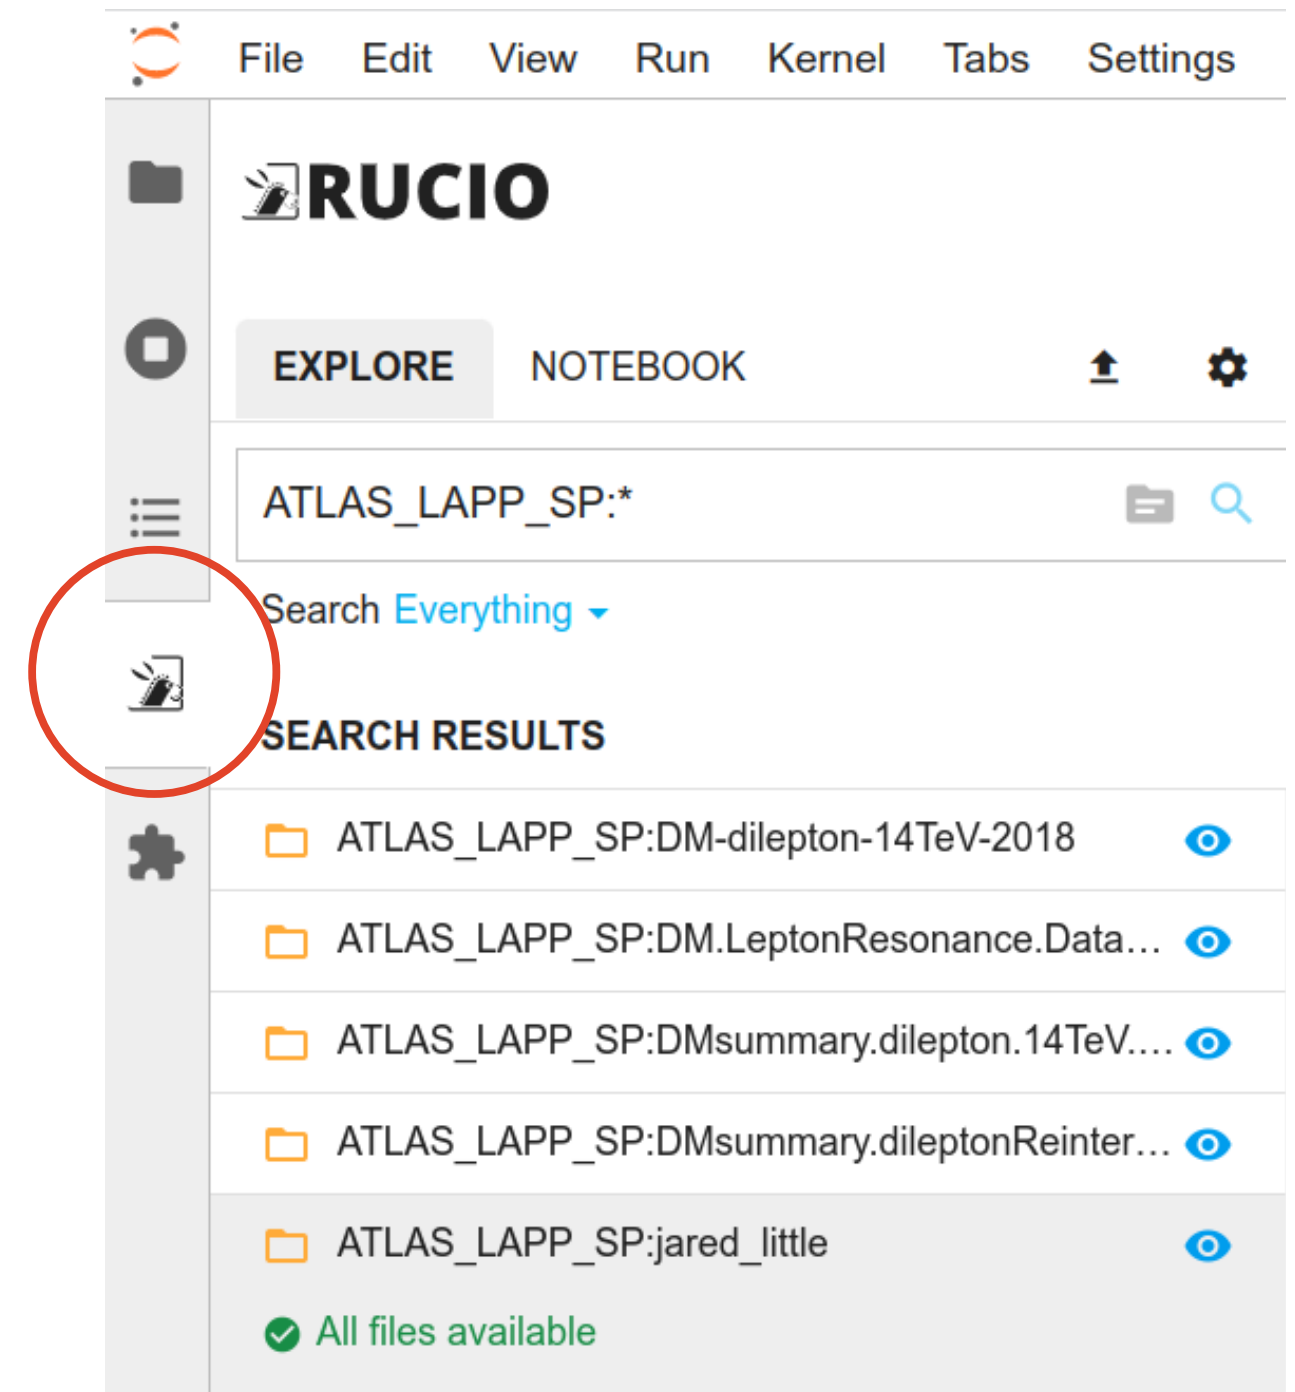 File Edit View Run Kernel Tabs Settings
RUCIO
EXPLORE NOTEBOOK
ATLAS_LAPP_SP:*
Search Everything
SEARCH RESULTS
ATLAS_LAPP_SP:DM-dilepton-14TeV-2018
ATLAS_LAPP_SP:DM.LeptonResonance.Data...
ATLAS_LAPP_SP:DMsummary.dilepton.14TeV....
ATLAS_LAPP_SP:DMsummary.dileptonReinter...
ATLAS_LAPP_SP:jared_little
All files available